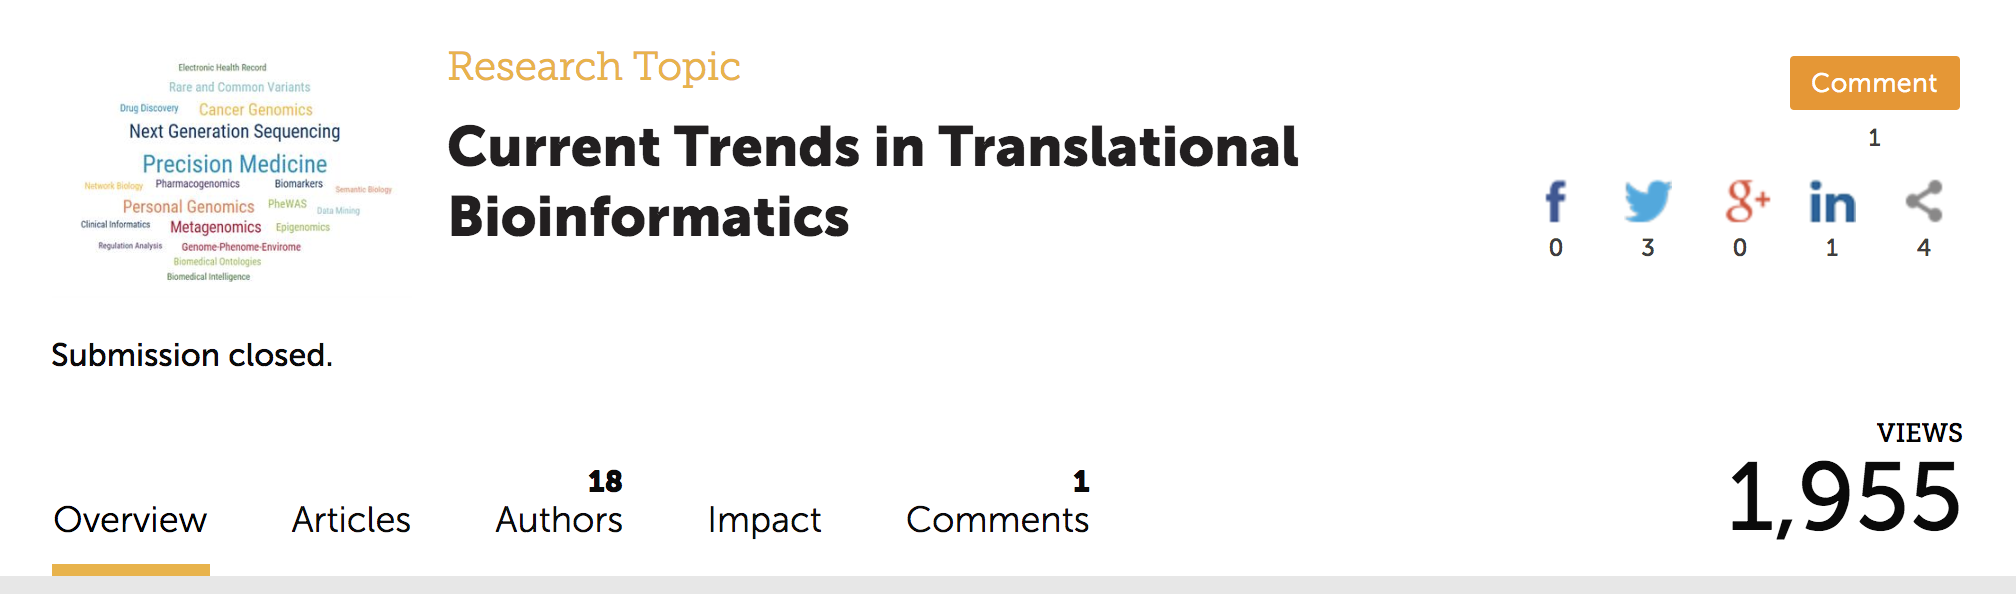 Electronic Health Record
Rare and Common Variants
Drug Discovery Cancer Genomics
Next Generation Sequencing
Precision Medicine
Network Biology Pharmacogenomics Biomarkers Semantic Biology
Personal Genomics PheWAS Data Mining
Clinical Informatics Metagenomics Epigenomics
Regulation Analysis Genome-Phenome-Envirome
Biomedical Ontologies
Biomedical Intelligence
Research Topic
Current Trends in Translational
Bioinformatics
Comment
1
f g+ in
0 3 0 1 4
Submission closed.
VIEWS
1,955
18 1
Overview Articles Authors Impact Comments